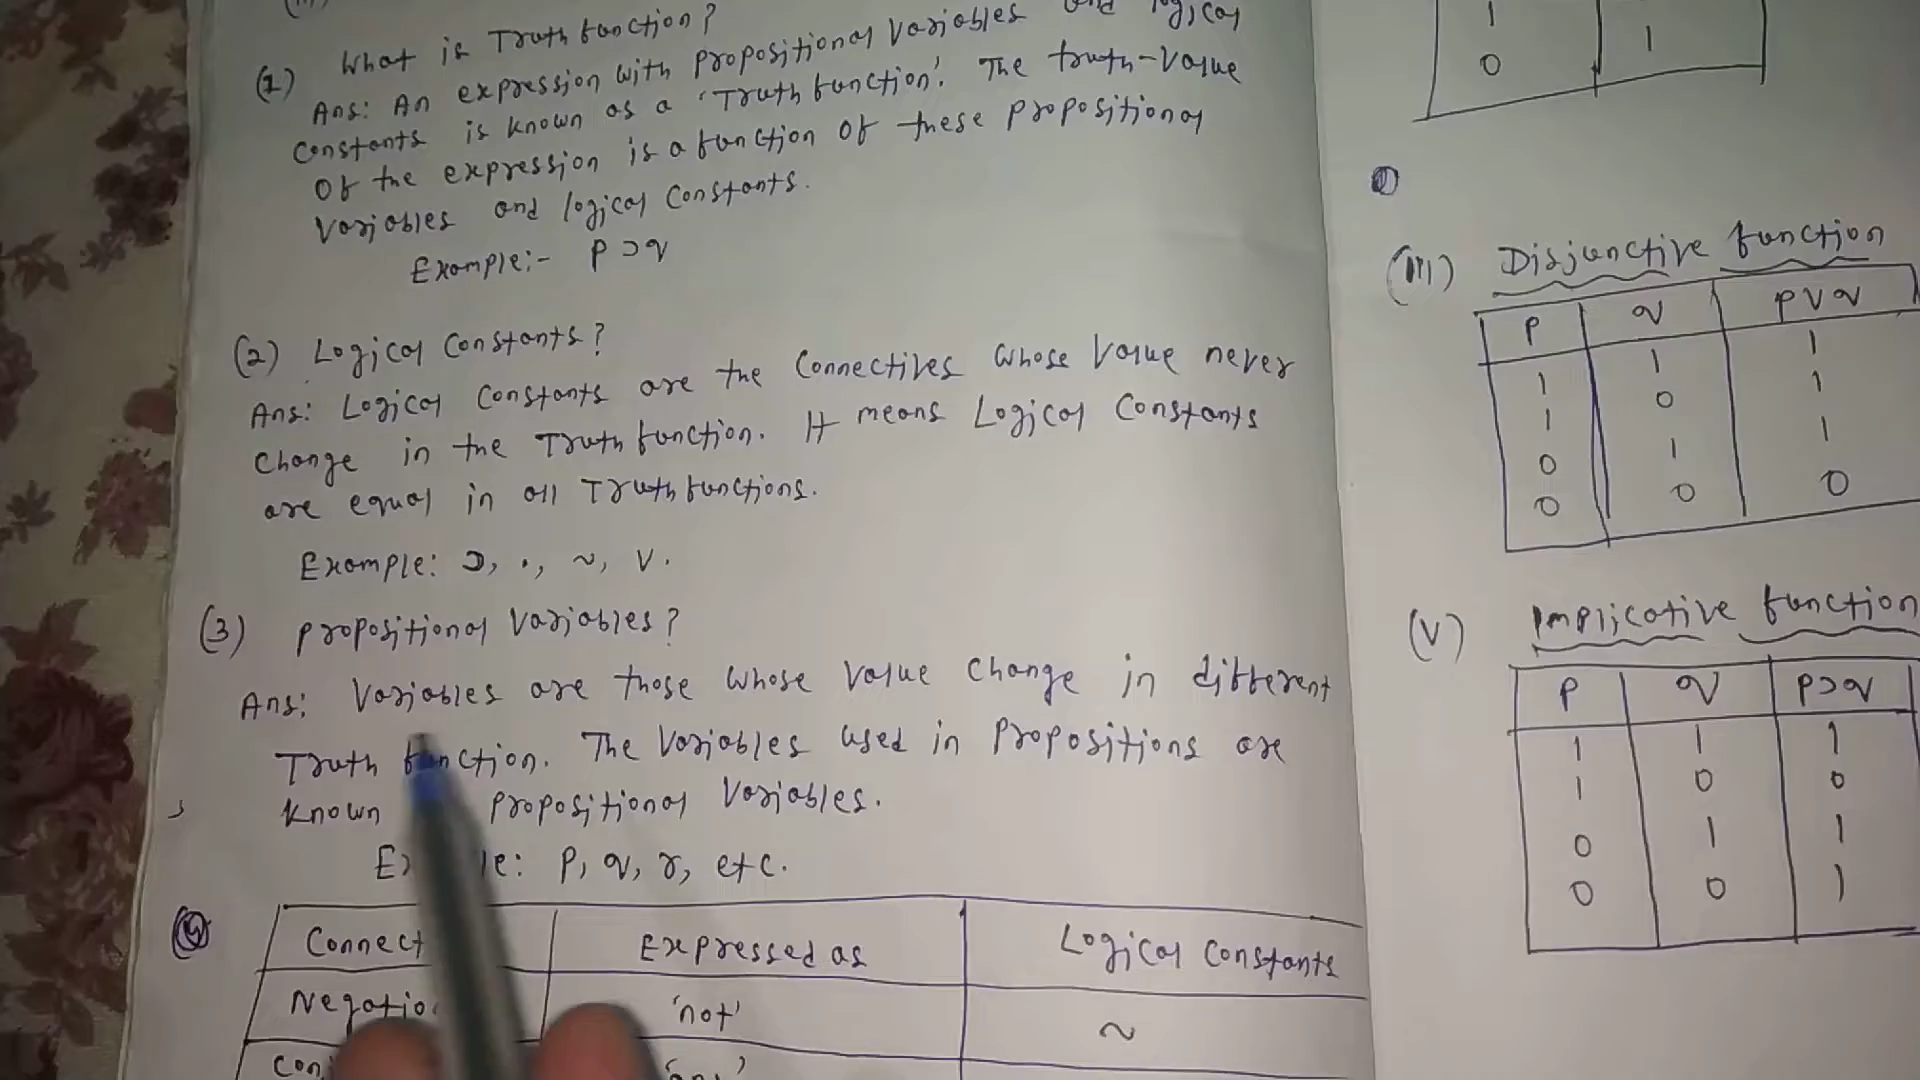 (1) What is Truth function?
Ans: An expression with propositional variables and logical
constants is known as a 'Truth function'. The truth-value
of the expression is a function of these propositional
variables and logical constants.
Example:- p ⊃ q
(2) Logical constants?
Ans: Logical constants are the connectives whose value never
change in the Truth function. It means Logical constants
are equal in all Truth functions.
Example: ⊃, ·, ~, V.
(3) propositional variables?
Ans: Variables are those whose value change in different
Truth function. The variables used in propositions are
known propositional variables.
p, q, r, etc.
Expressed as Logical constants
'not' ~
1
0 1
(III) Disjunctive function
p q p V q
1 1 1
1 0 1
0 1 1
0 0 0
(V) Implicative function
p q p⊃q
1 1 1
1 0 0
0 1 1
0 0 1